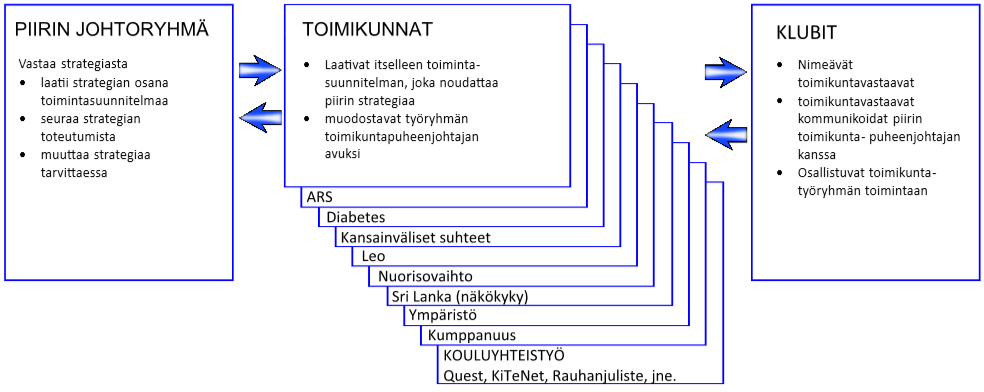 PIIRIN JOHTORYHMÄ
Vastaa strategiasta
• laatii strategian osana
toimintasuunnitelmaa
• seuraa strategian
toteutumista
• muuttaa strategiaa
tarvittaessa
TOIMIKUNNAT
• Laativat itselleen toiminta-
suunnitelman, joka noudattaa
piirin strategiaa
• muodostavat työryhmän
toimikuntapuheenjohtajan
avuksi
ARS
Diabetes
Kansainväliset suhteet
Leo
Nuorisovaihto
Sri Lanka (näkökyky)
Ympäristö
Kumppanuus
KOULUYHTEISTYÖ
Quest, KiTeNet, Rauhanjuliste, jne.
KLUBIT
• Nimeävät
toimikuntavastaavat
• toimikuntavastaavat
kommunikoidat piirin
toimikunta- puheenjohtajan
kanssa
• Osallistuvat toimikunta-
työryhmän toimintaan